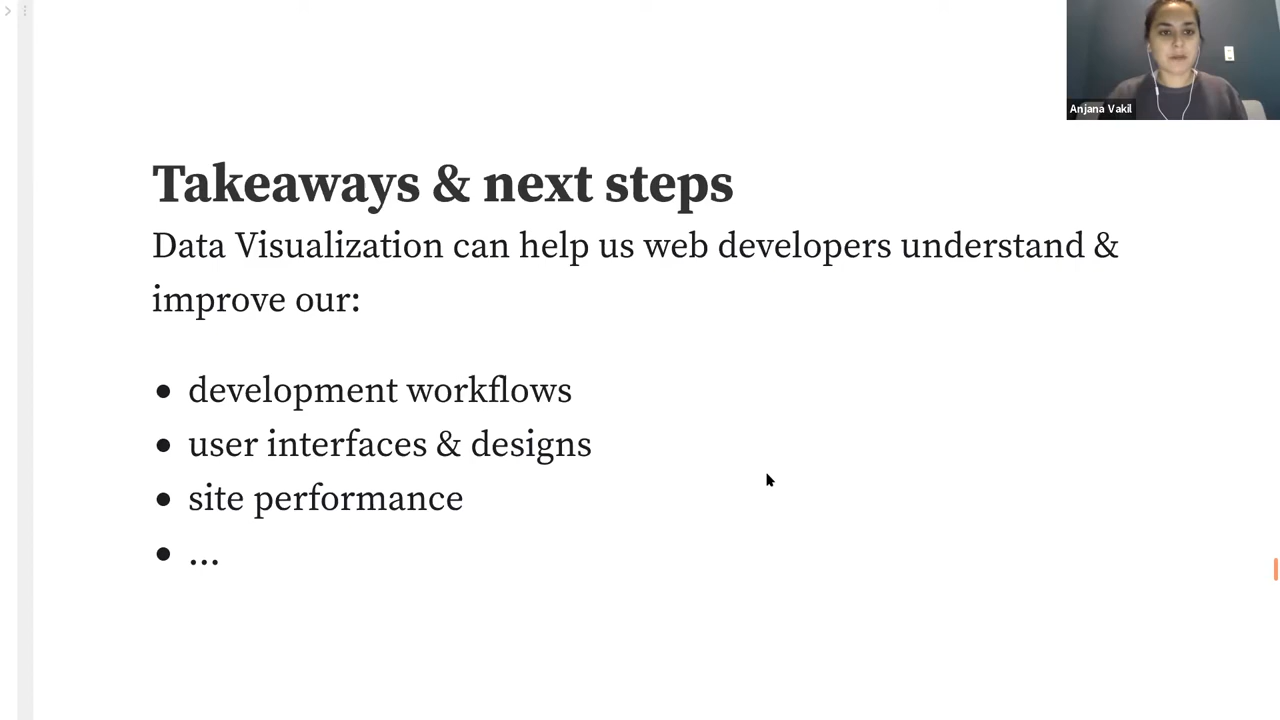 Anjana Vakil
Takeaways & next steps
Data Visualization can help us web developers understand &
improve our:
• development workflows
• user interfaces & designs
• site performance
• ...